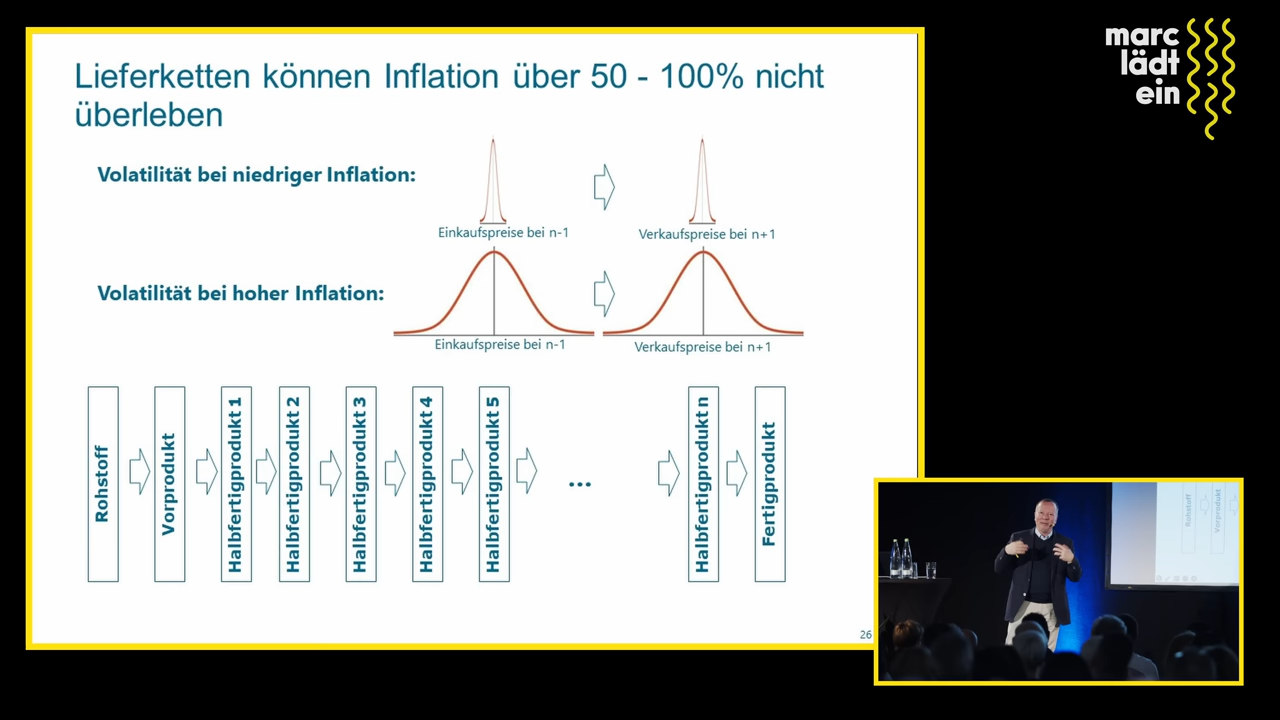 Lieferketten können Inflation über 50 - 100% nicht
überleben
Volatilität bei niedriger Inflation:
Einkaufspreise bei n-1
Verkaufspreise bei n+1
Volatilität bei hoher Inflation:
Einkaufspreise bei n-1
Verkaufspreise bei n+1
Rohstoff
Vorprodukt
Halbfertigprodukt 1
Halbfertigprodukt 2
Halbfertigprodukt 3
Halbfertigprodukt 4
Halbfertigprodukt 5
...
Halbfertigprodukt n
Fertigprodukt
26
marc
lädt
ein
Rohstoff
Vorprodukt